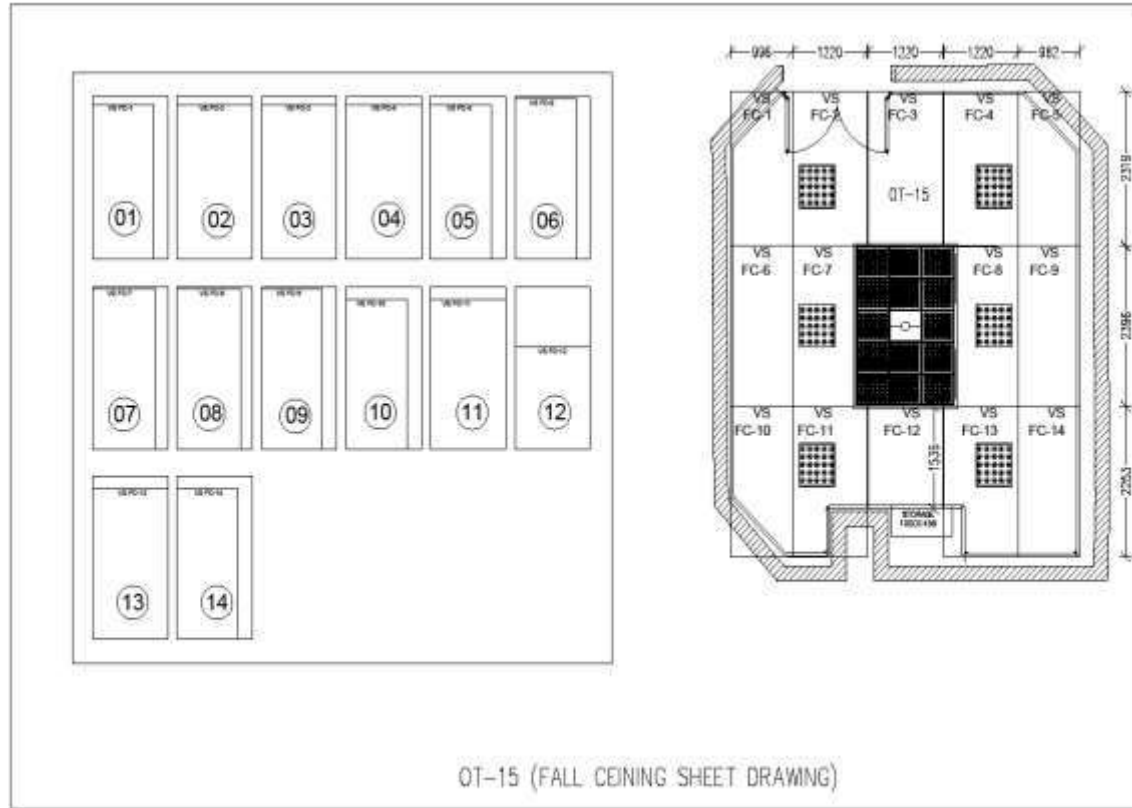 996 1220 1220 1220 982
VS FC-1 VS FC-2 VS FC-3 VS FC-4 VS FC-5
2319
OT-15
VS FC-6 VS FC-7 VS FC-8 VS FC-9
2396
VS FC-10 VS FC-11 VS FC-12 VS FC-13 VS FC-14
1535
2253
STORAGE
01 02 03 04 05 06
07 08 09 10 11 12
13 14
OT-15 (FALL CEINING SHEET DRAWING)